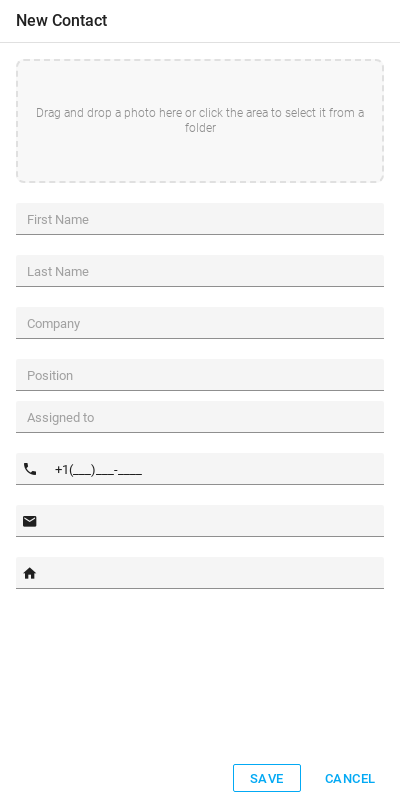 New Contact
Drag and drop a photo here or click the area to select it from a
folder
First Name
Last Name
Company
Position
Assigned to
+1(___)___-____
SAVE
CANCEL